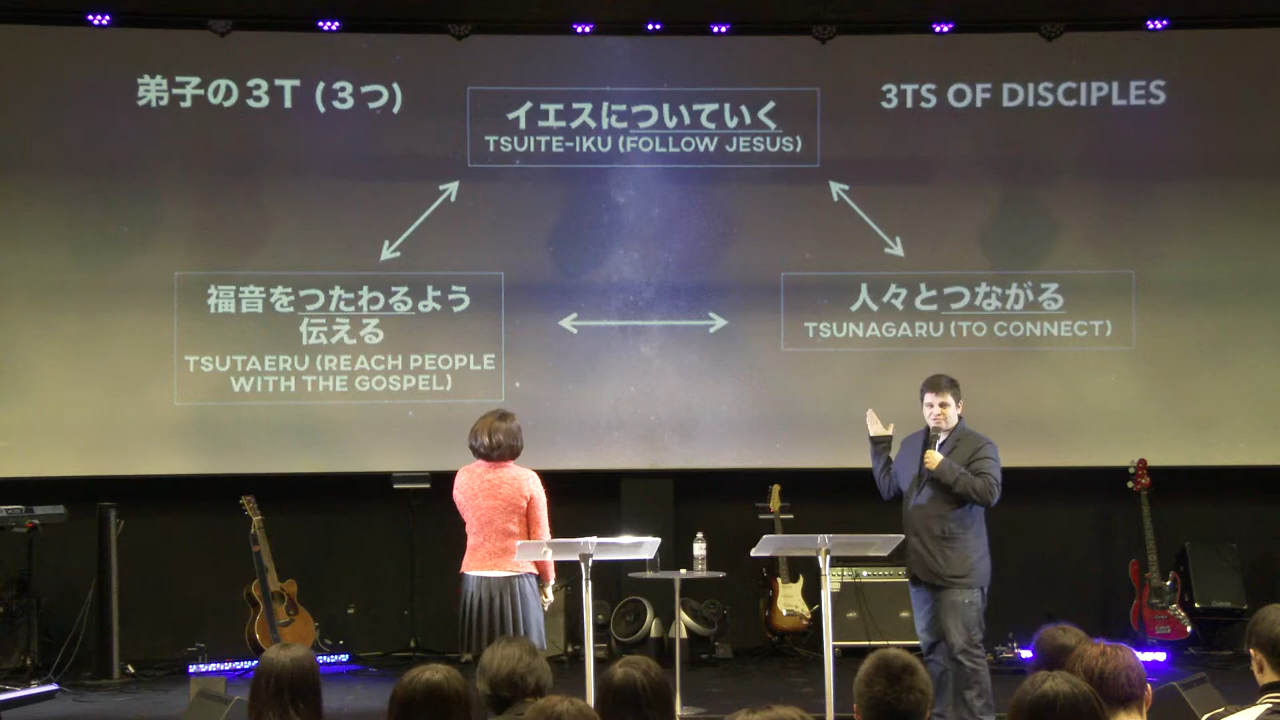 弟子の3T (3つ)
3TS OF DISCIPLES
イエスについていく
TSUITE-IKU (FOLLOW JESUS)
福音をつたわるよう
伝える
TSUTAERU (REACH PEOPLE
WITH THE GOSPEL)
人々とつながる
TSUNAGARU (TO CONNECT)